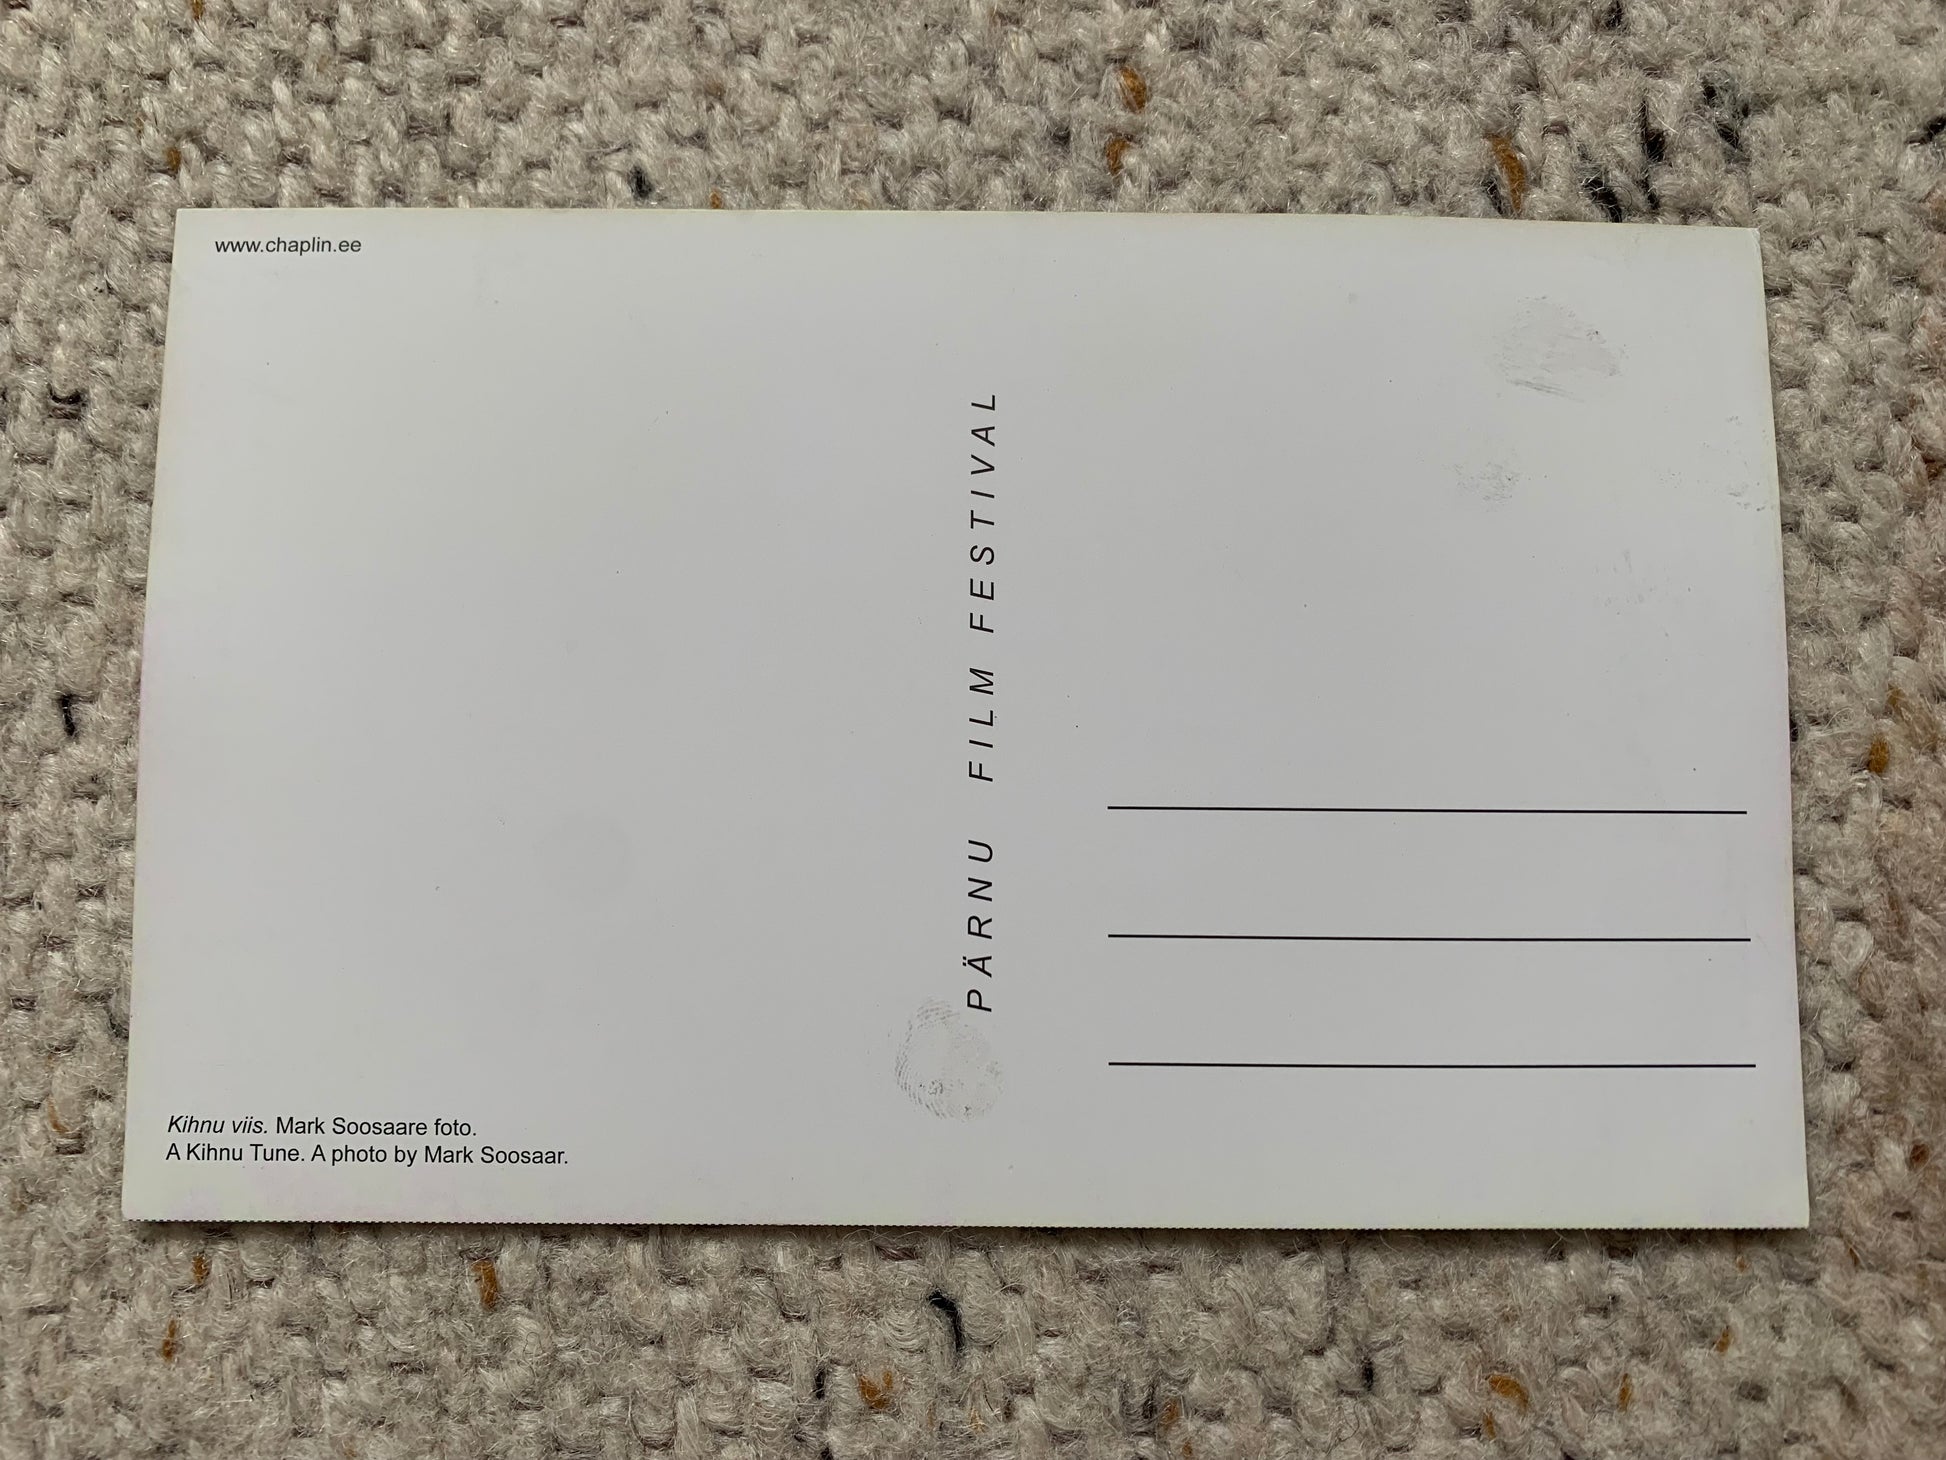 www.chaplin.ee
PÄRNU FILM FESTIVAL
Kihnu viis. Mark Soosaare foto.
A Kihnu Tune. A photo by Mark Soosaar.